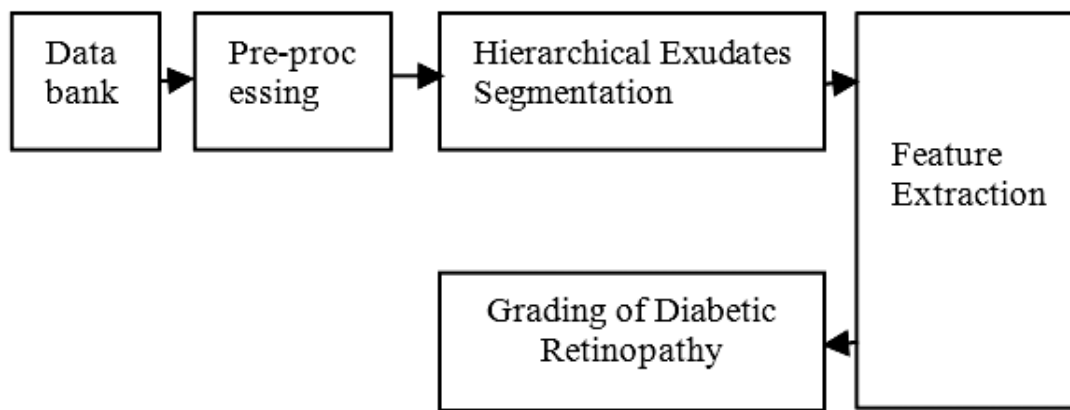 Data
bank
Pre-proc
essing
Hierarchical Exudates
Segmentation
Feature
Extraction
Grading of Diabetic
Retinopathy